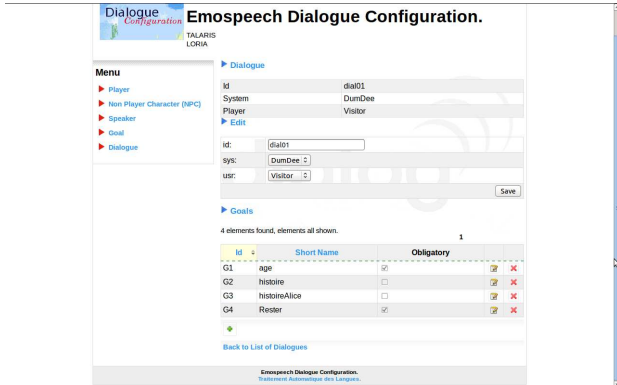 Dialogue
Configuration
Emospeech Dialogue Configuration.
TALARIS
LORIA
Menu
Player
Non Player Character (NPC)
Speaker
Goal
Dialogue
Dialogue
Id dial01
System DumDee
Player Visitor
Edit
id: dial01
sys: DumDee
usr: Visitor
Save
Goals
4 elements found, elements all shown.
1
Id Short Name Obligatory
G1 age
G2 histoire
G3 histoireAlice
G4 Rester
Back to List of Dialogues
Emospeech Dialogue Configuration.
Traitement Automatique des Langues.